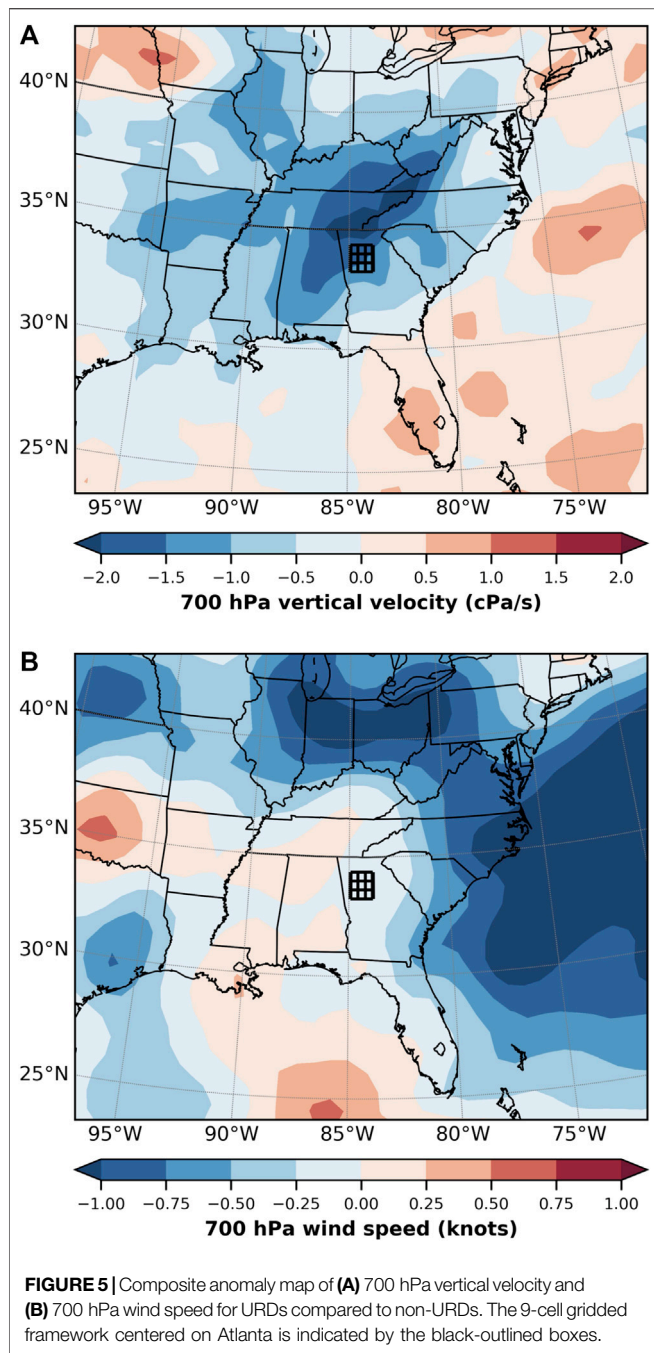 A
40°N
35°N
30°N
25°N
95°W 90°W 85°W 80°W 75°W
−2.0 −1.5 −1.0 −0.5 0.0 0.5 1.0 1.5 2.0
700 hPa vertical velocity (cPa/s)
B
40°N
35°N
30°N
25°N
95°W 90°W 85°W 80°W 75°W
−1.00 −0.75 −0.50 −0.25 0.00 0.25 0.50 0.75 1.00
700 hPa wind speed (knots)
FIGURE 5 | Composite anomaly map of (A) 700 hPa vertical velocity and
(B) 700 hPa wind speed for URDs compared to non-URDs. The 9-cell gridded
framework centered on Atlanta is indicated by the black-outlined boxes.